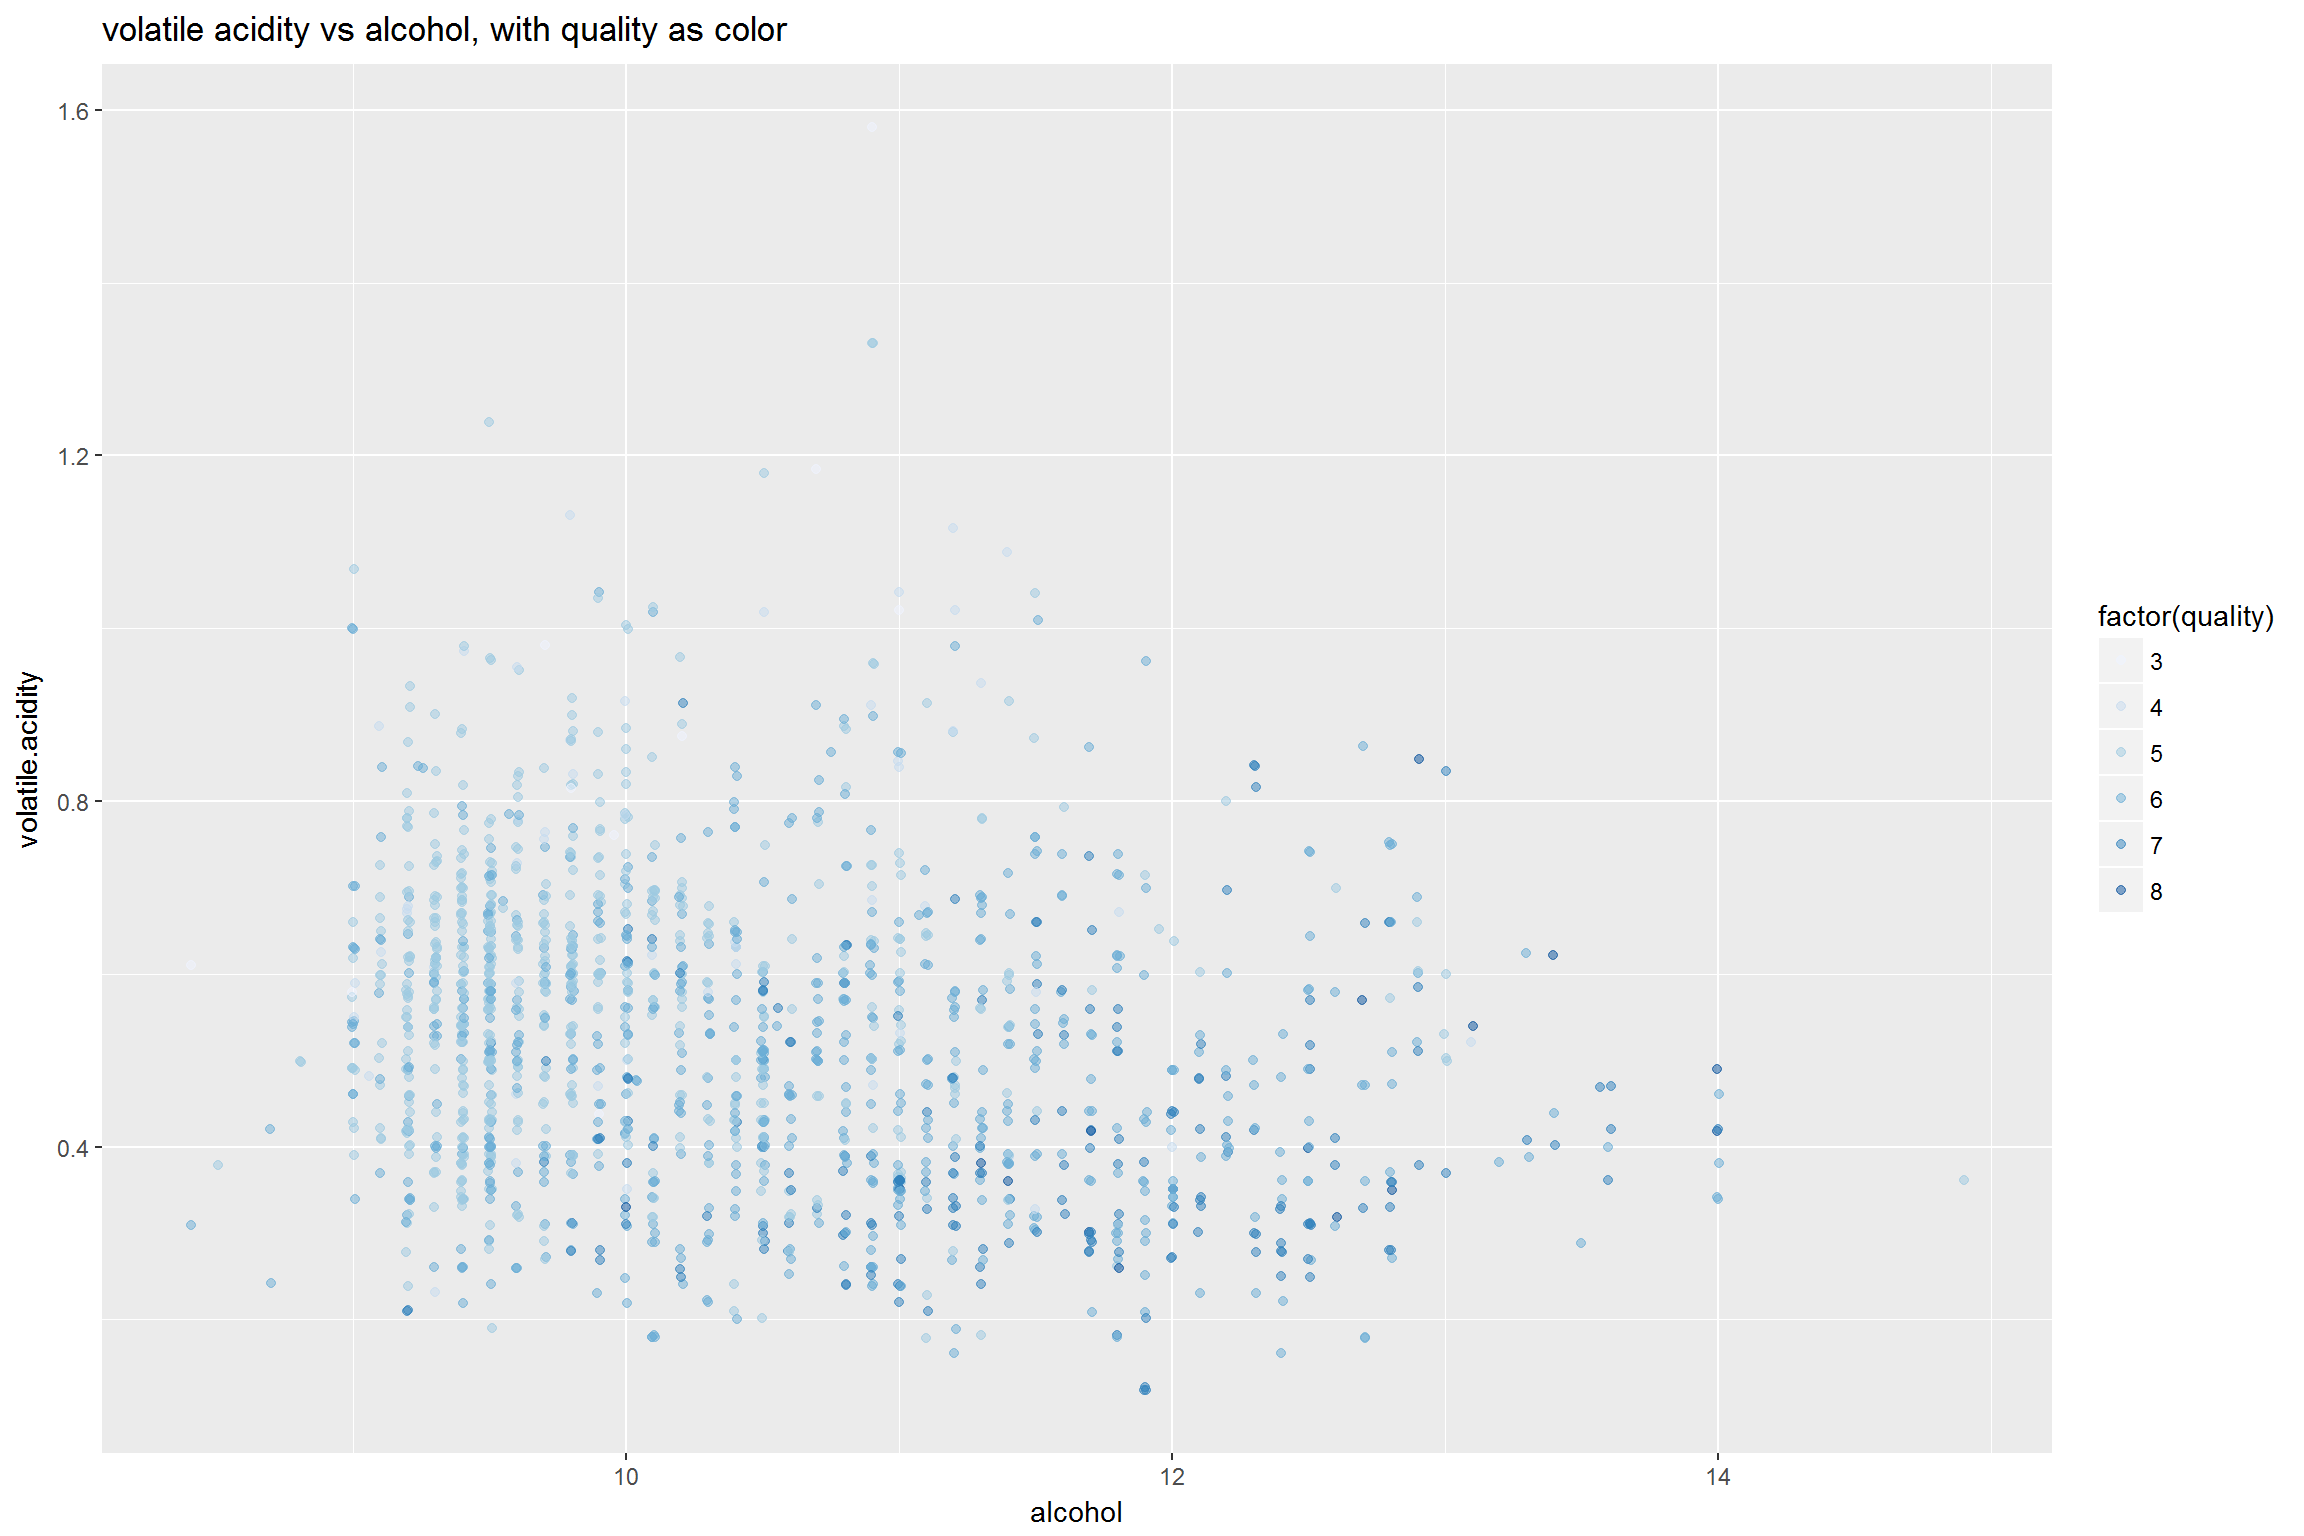 volatile acidity vs alcohol, with quality as color
1.6
1.2
0.8
0.4
volatile.acidity
10 12 14
alcohol
factor(quality)
3
4
5
6
7
8